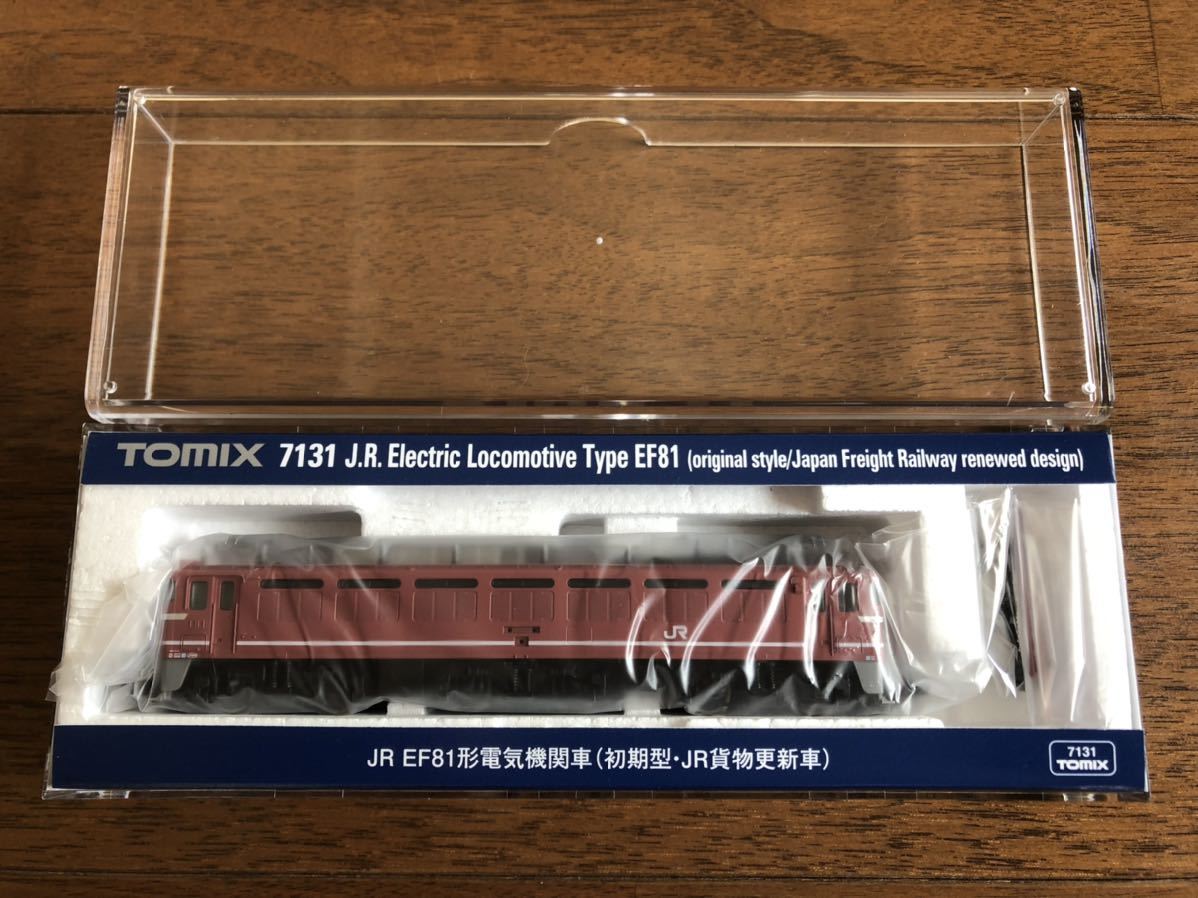 TOMIX 7131 J.R. Electric Locomotive Type EF81 (original style/Japan Freight Railway renewed design)
JR
JR EF81形電気機関車(初期型・JR貨物更新車)
7131
TOMIX